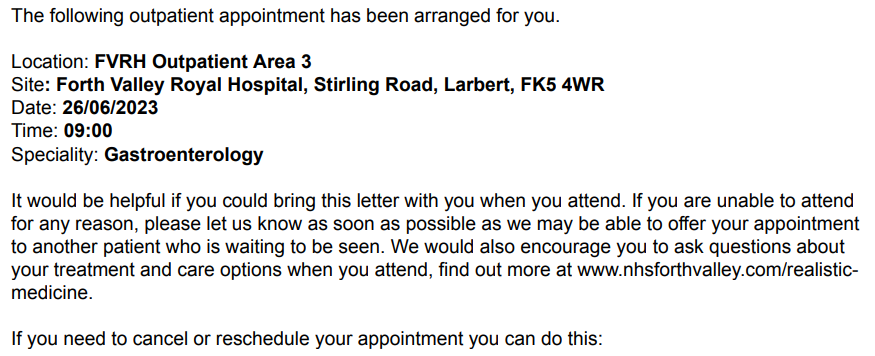 The following outpatient appointment has been arranged for you.
Location: FVRH Outpatient Area 3
Site: Forth Valley Royal Hospital, Stirling Road, Larbert, FK5 4WR
Date: 26/06/2023
Time: 09:00
Speciality: Gastroenterology
It would be helpful if you could bring this letter with you when you attend. If you are unable to attend
for any reason, please let us know as soon as possible as we may be able to offer your appointment
to another patient who is waiting to be seen. We would also encourage you to ask questions about
your treatment and care options when you attend, find out more at www.nhsforthvalley.com/realistic-
medicine.
If you need to cancel or reschedule your appointment you can do this: